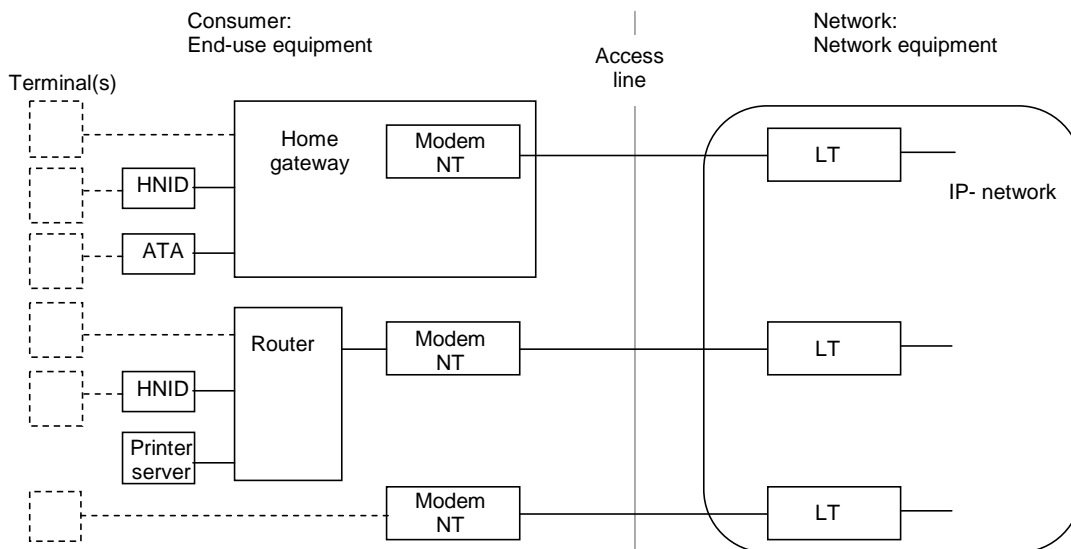 Consumer:
End-use equipment
Network:
Network equipment
Access
line
Terminal(s)
Home
gateway
Modem
NT
LT
HNID
IP- network
ATA
Router
Modem
NT
LT
HNID
Printer
server
Modem
NT
LT